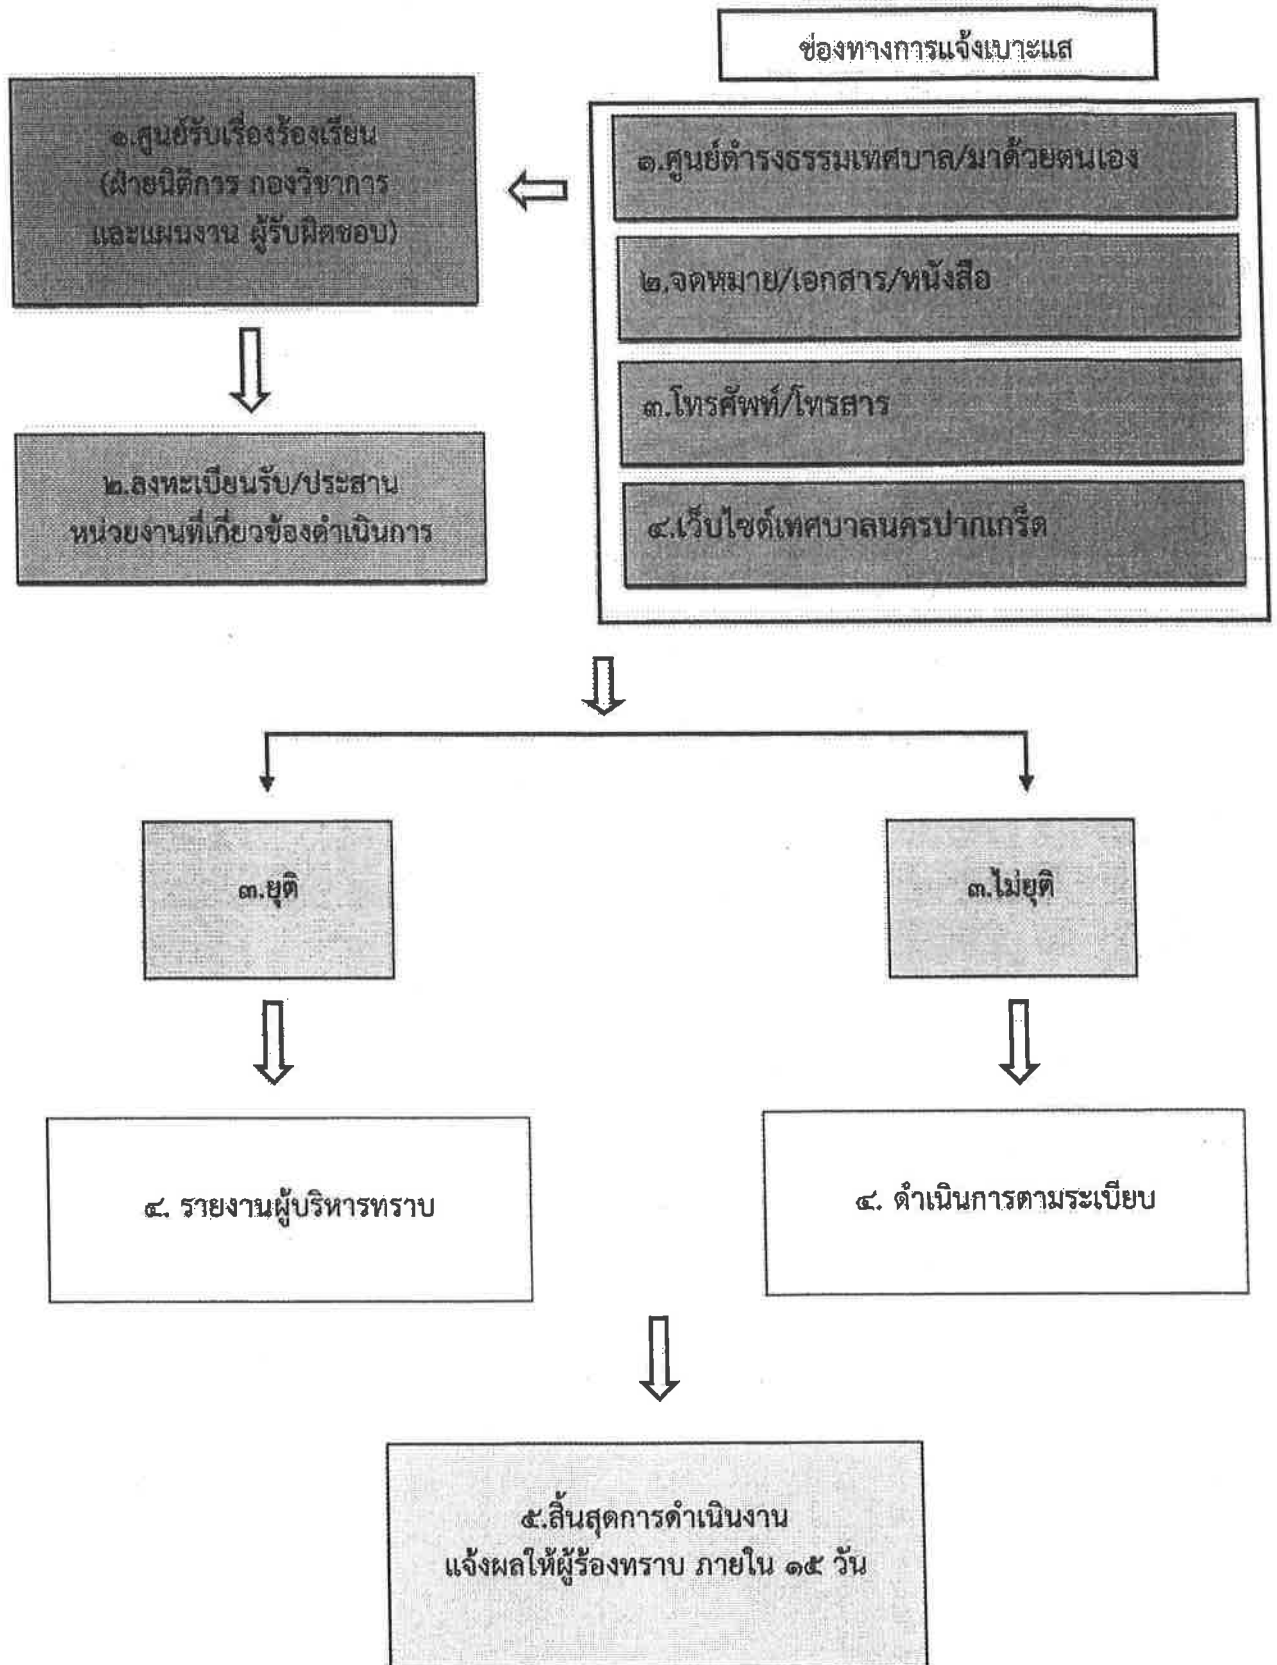 ช่องทางการแจ้งเบาะแส
๑.ศูนย์รับเรื่องร้องเรียน
(ฝ่ายนิติการ กองวิชาการ
และแผนงาน ผู้รับผิดชอบ)
๑.ศูนย์ดำรงธรรมเทศบาล/มาด้วยตนเอง
๒.จดหมาย/เอกสาร/หนังสือ
๓.โทรศัพท์/โทรสาร
๔.เว็บไซต์เทศบาลนครปากเกร็ด
๒.ลงทะเบียนรับ/ประสาน
หน่วยงานที่เกี่ยวข้องดำเนินการ
๓.ยุติ
๓.ไม่ยุติ
๔. รายงานผู้บริหารทราบ
๔. ดำเนินการตามระเบียบ
๕.สิ้นสุดการดำเนินงาน
แจ้งผลให้ผู้ร้องทราบ ภายใน ๑๕ วัน